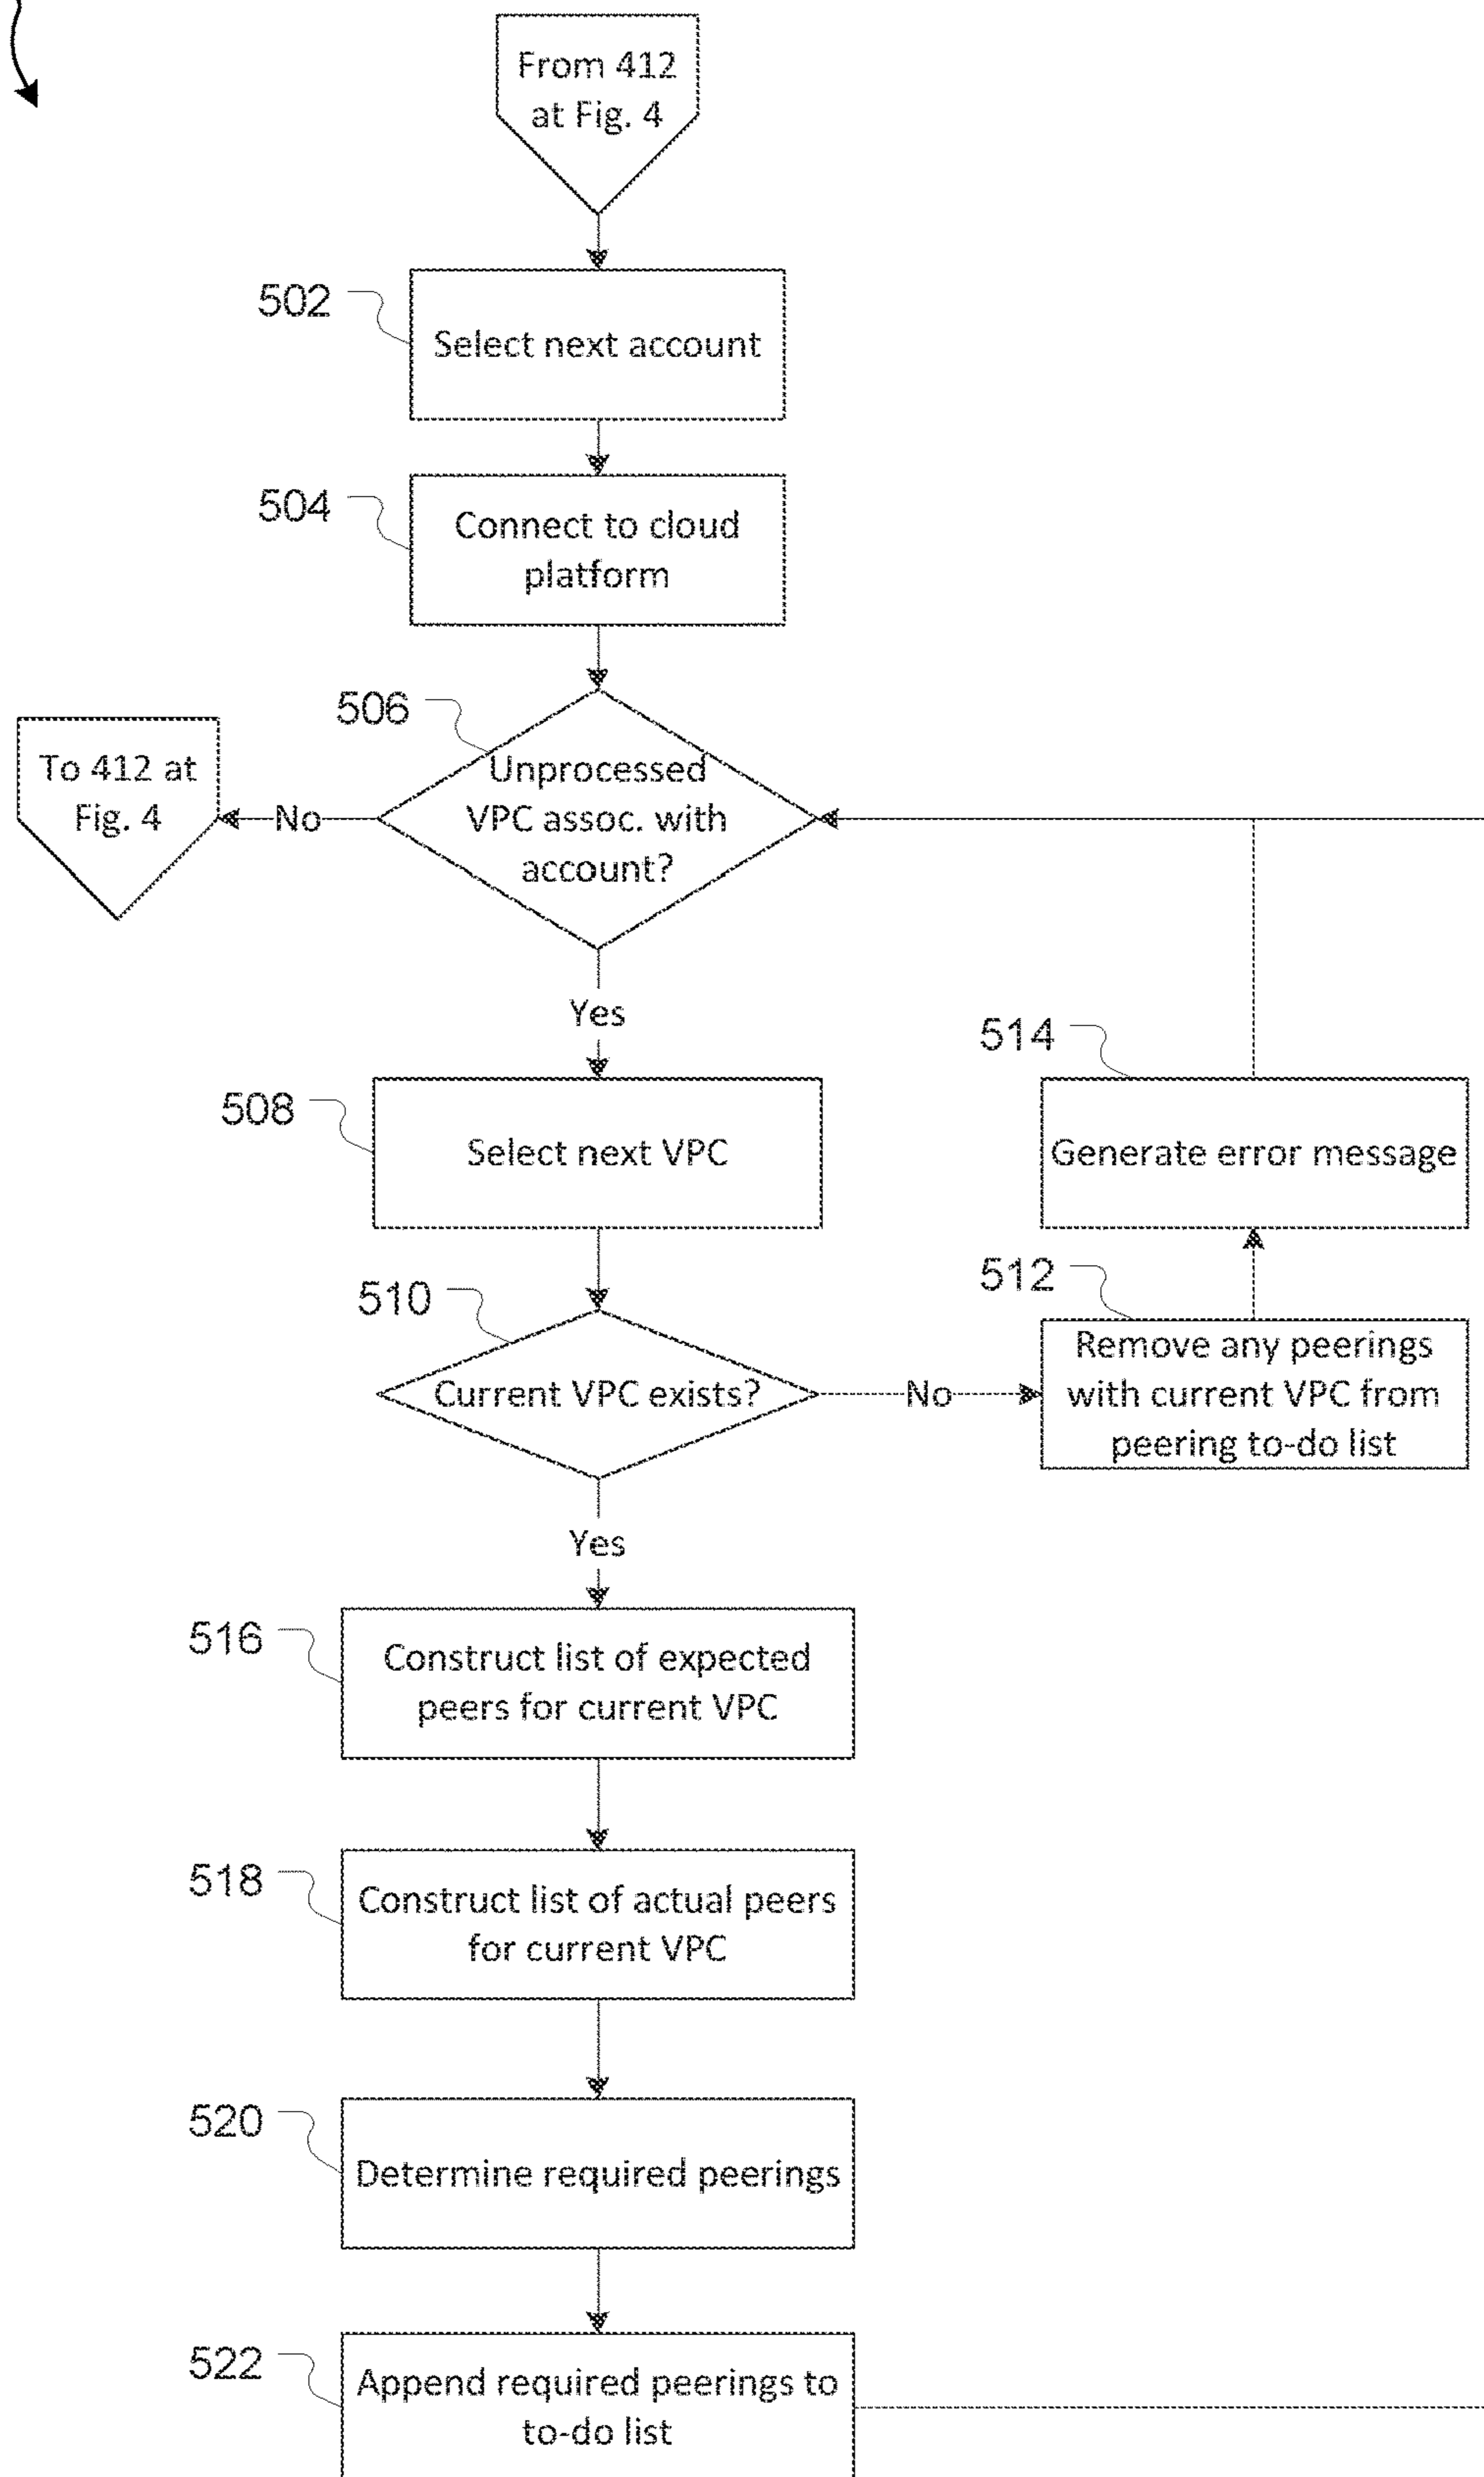 From 412
at Fig. 4
502
Select next account
504
Connect to cloud
platform
506
Unprocessed
VPC assoc. with
account?
No
To 412 at
Fig. 4
Yes
508
Select next VPC
510
Current VPC exists?
No
512
Remove any peerings
with current VPC from
peering to-do list
514
Generate error message
Yes
516
Construct list of expected
peers for current VPC
518
Construct list of actual peers
for current VPC
520
Determine required peerings
522
Append required peerings to
to-do list